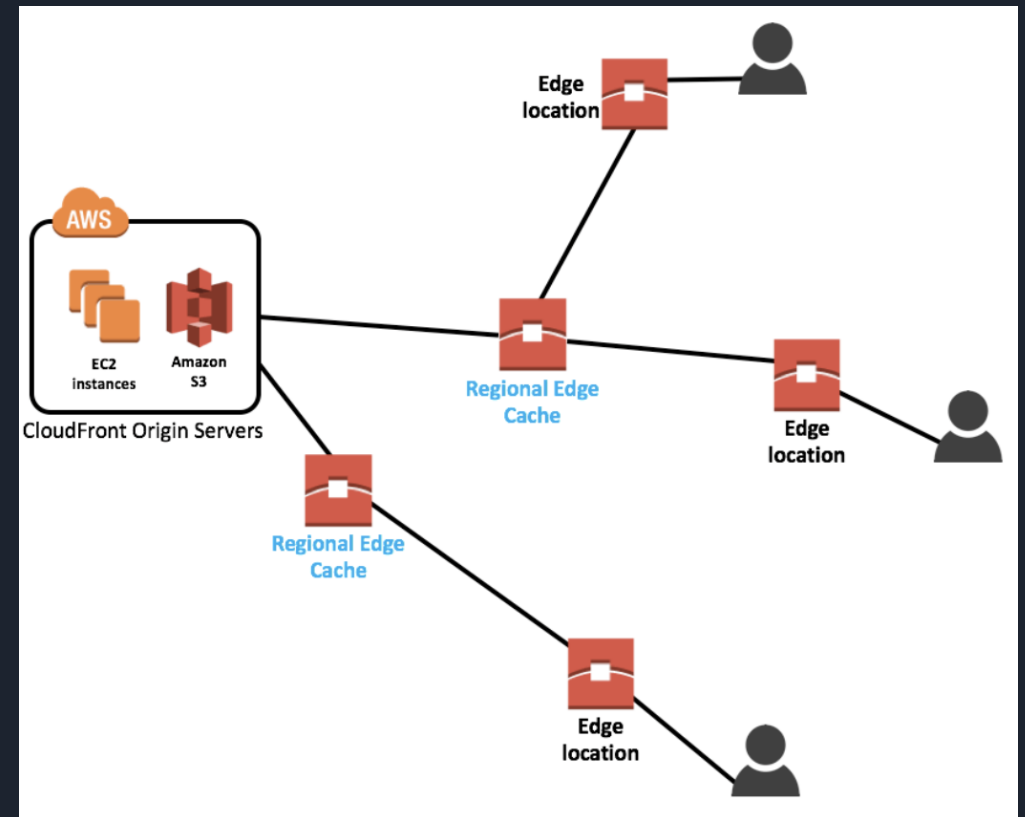 Edge
location
AWS
EC2
instances
Amazon
S3
CloudFront Origin Servers
Regional Edge
Cache
Edge
location
Regional Edge
Cache
Edge
location